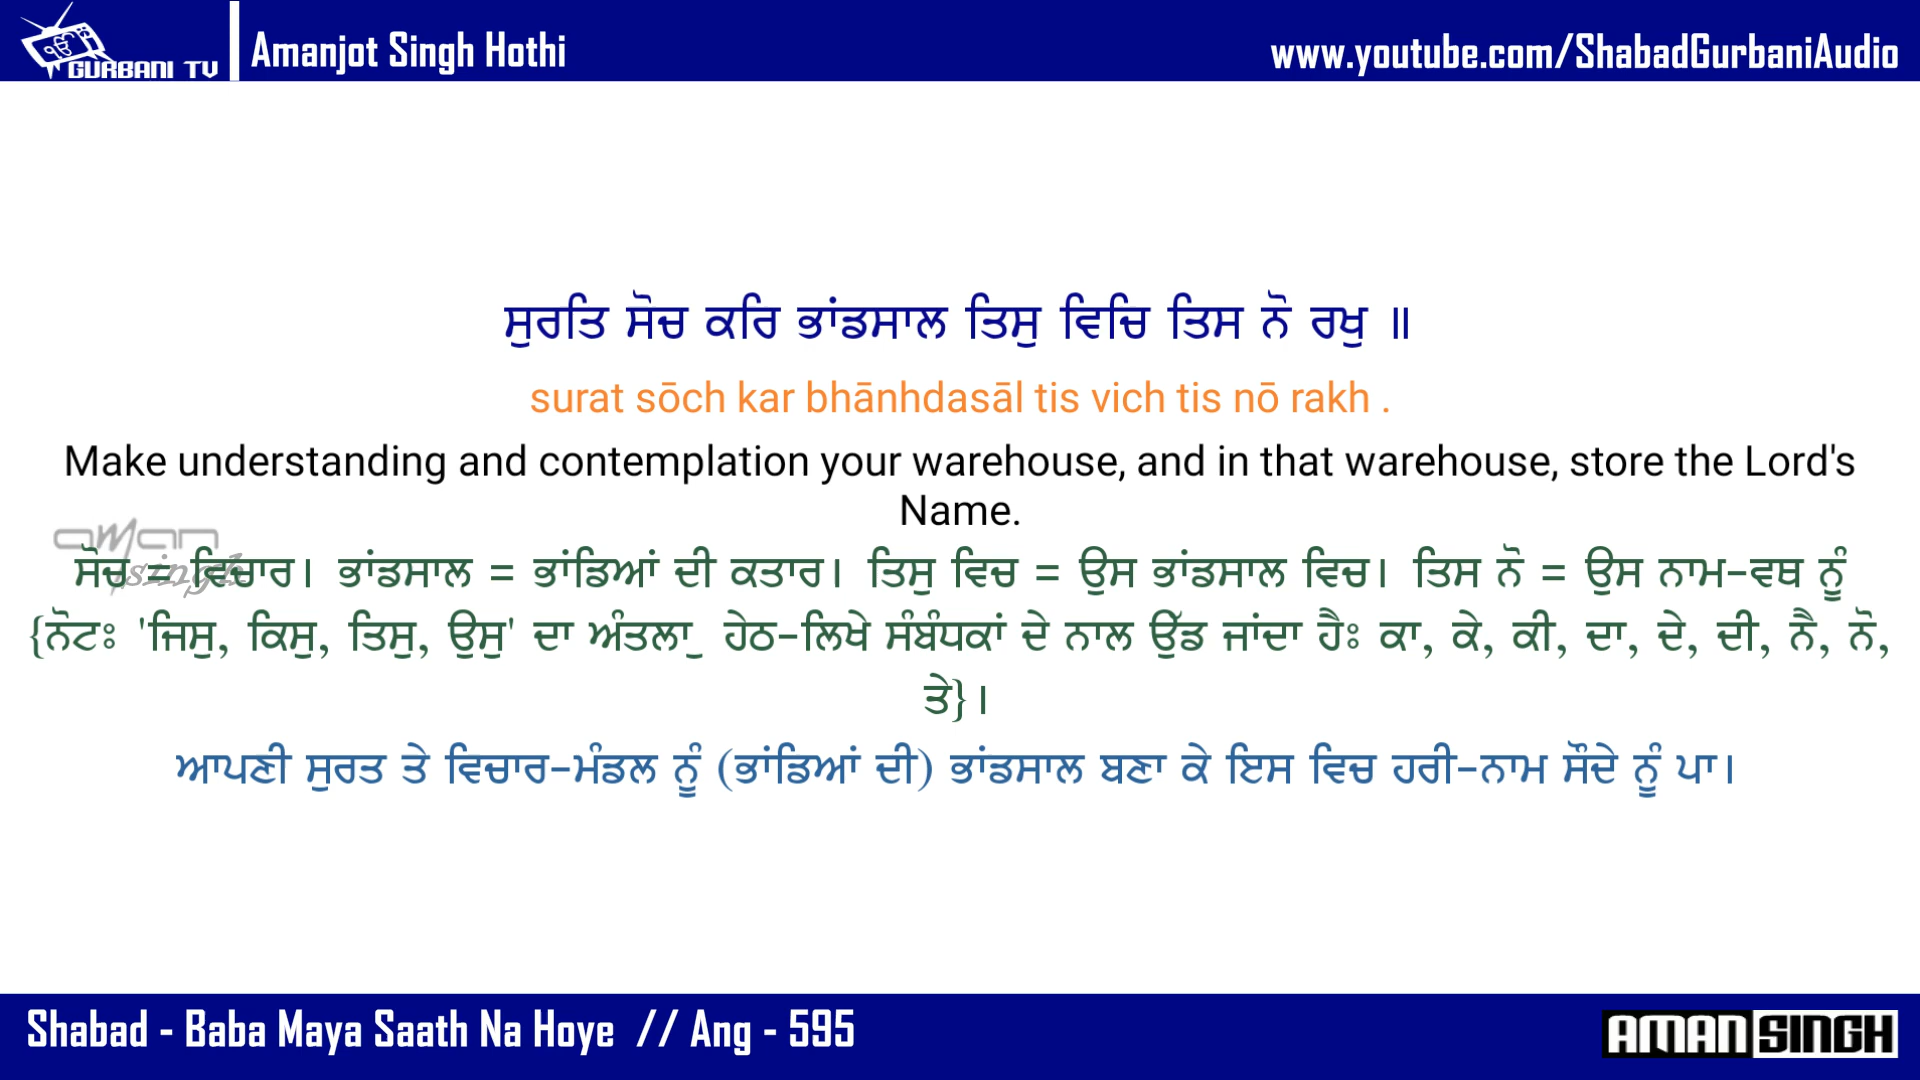 GURBANI TV
Amanjot Singh Hothi
www.youtube.com/ShabadGurbaniAudio
ਸੁਰਤਿ ਸੋਚ ਕਰਿ ਭਾਂਡਸਾਲ ਤਿਸੁ ਵਿਚਿ ਤਿਸ ਨੋ ਰਖੁ ॥
surat sōch kar bhānhdasāl tis vich tis nō rakh .
Make understanding and contemplation your warehouse, and in that warehouse, store the Lord's
Name.
aman
singh
ਸੋਚ = ਵਿਚਾਰ। ਭਾਂਡਸਾਲ = ਭਾਂਡਿਆਂ ਦੀ ਕਤਾਰ। ਤਿਸੁ ਵਿਚ = ਉਸ ਭਾਂਡਸਾਲ ਵਿਚ। ਤਿਸ ਨੋ = ਉਸ ਨਾਮ-ਵਥ ਨੂੰ
{ਨੋਟਃ 'ਜਿਸੁ, ਕਿਸੁ, ਤਿਸੁ, ਉਸੁ' ਦਾ ਅੰਤਲਾ ੁ ਹੇਠ-ਲਿਖੇ ਸੰਬੰਧਕਾਂ ਦੇ ਨਾਲ ਉੱਡ ਜਾਂਦਾ ਹੈਃ ਕਾ, ਕੇ, ਕੀ, ਦਾ, ਦੇ, ਦੀ, ਨੈ, ਨੋ,
ਤੇ}।
ਆਪਣੀ ਸੁਰਤ ਤੇ ਵਿਚਾਰ-ਮੰਡਲ ਨੂੰ (ਭਾਂਡਿਆਂ ਦੀ) ਭਾਂਡਸਾਲ ਬਣਾ ਕੇ ਇਸ ਵਿਚ ਹਰੀ-ਨਾਮ ਸੌਦੇ ਨੂੰ ਪਾ।
Shabad - Baba Maya Saath Na Hoye // Ang - 595
AMAN SINGH